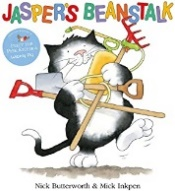 JASPER'S BEANSTALK
Nick Butterworth & Mick Inkpen